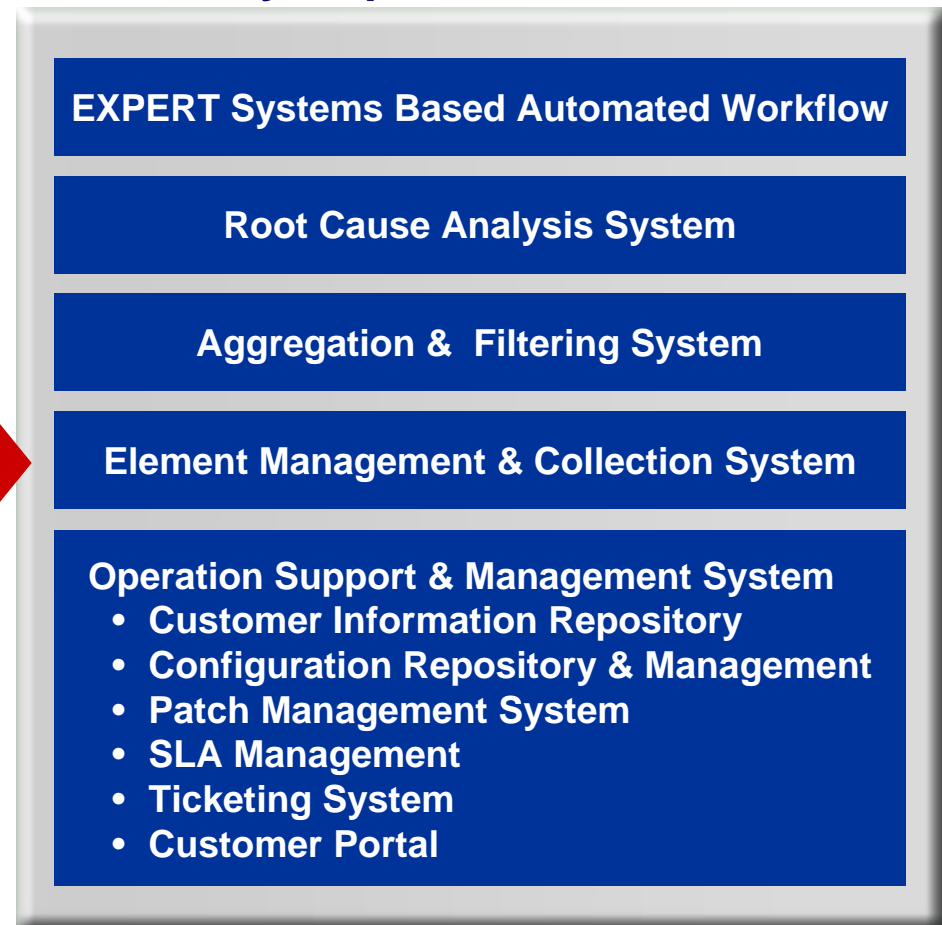 EXPERT Systems Based Automated Workflow
Root Cause Analysis System
Aggregation & Filtering System
Element Management & Collection System
Operation Support & Management System
• Customer Information Repository
• Configuration Repository & Management
• Patch Management System
• SLA Management
• Ticketing System
• Customer Portal